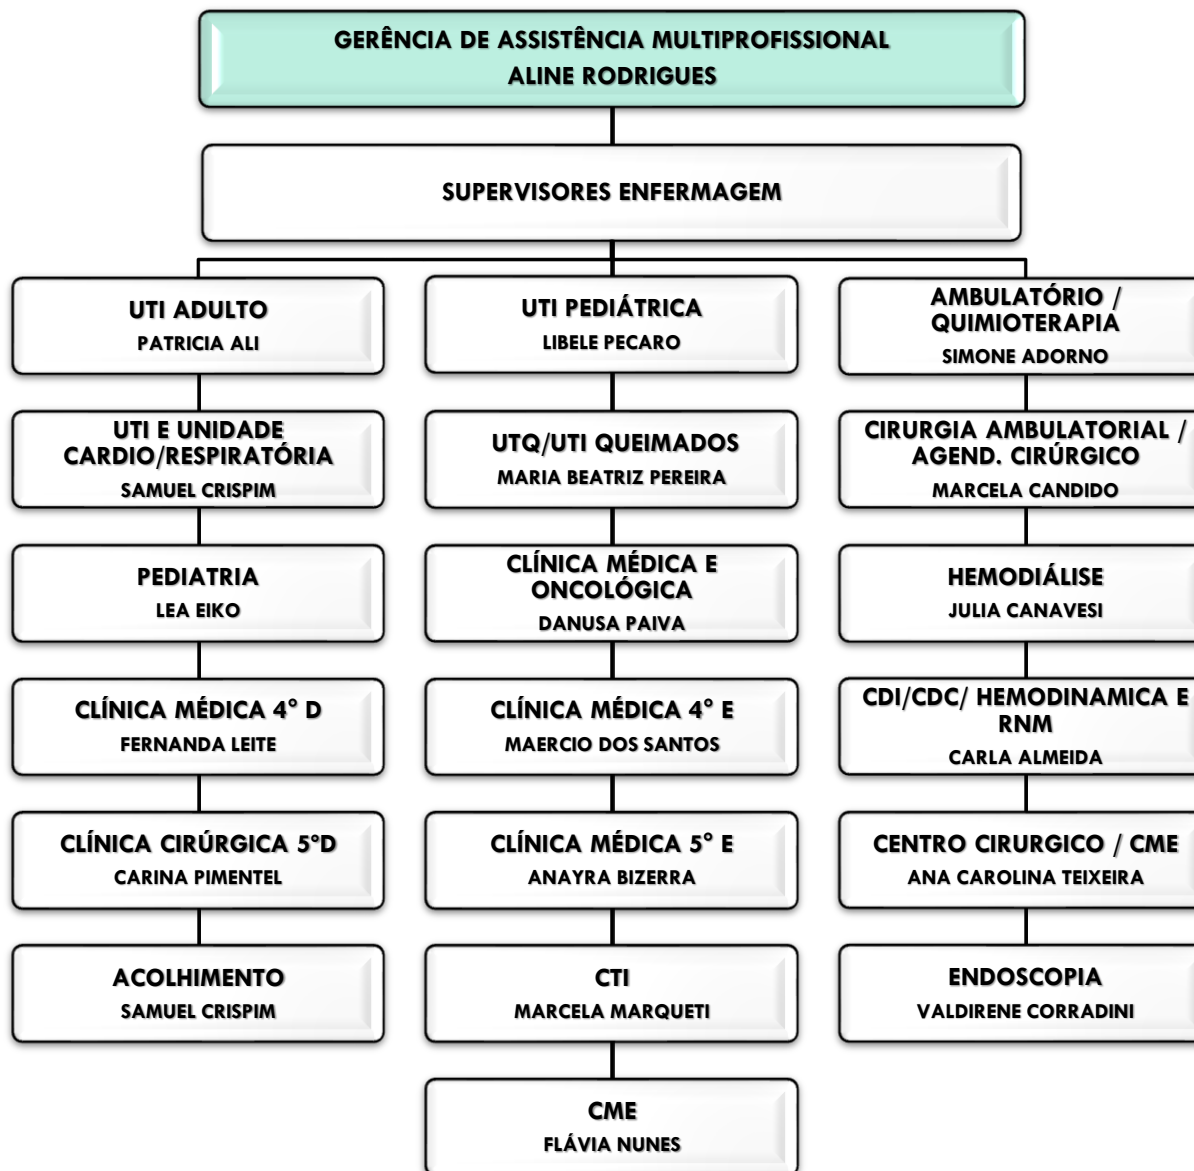 GERÊNCIA DE ASSISTÊNCIA MULTIPROFISSIONAL
ALINE RODRIGUES
SUPERVISORES ENFERMAGEM
UTI ADULTO
PATRICIA ALI
UTI E UNIDADE
CARDIO/RESPIRATÓRIA
SAMUEL CRISPIM
PEDIATRIA
LEA EIKO
CLÍNICA MÉDICA 4° D
FERNANDA LEITE
CLÍNICA CIRÚRGICA 5ºD
CARINA PIMENTEL
ACOLHIMENTO
SAMUEL CRISPIM
UTI PEDIÁTRICA
LIBELE PECARO
UTQ/UTI QUEIMADOS
MARIA BEATRIZ PEREIRA
CLÍNICA MÉDICA E
ONCOLÓGICA
DANUSA PAIVA
CLÍNICA MÉDICA 4° E
MAERCIO DOS SANTOS
CLÍNICA MÉDICA 5° E
ANAYRA BIZERRA
CTI
MARCELA MARQUETI
CME
FLÁVIA NUNES
AMBULATÓRIO /
QUIMIOTERAPIA
SIMONE ADORNO
CIRURGIA AMBULATORIAL /
AGEND. CIRÚRGICO
MARCELA CANDIDO
HEMODIÁLISE
JULIA CANAVESI
CDI/CDC/ HEMODINAMICA E
RNM
CARLA ALMEIDA
CENTRO CIRURGICO / CME
ANA CAROLINA TEIXEIRA
ENDOSCOPIA
VALDIRENE CORRADINI